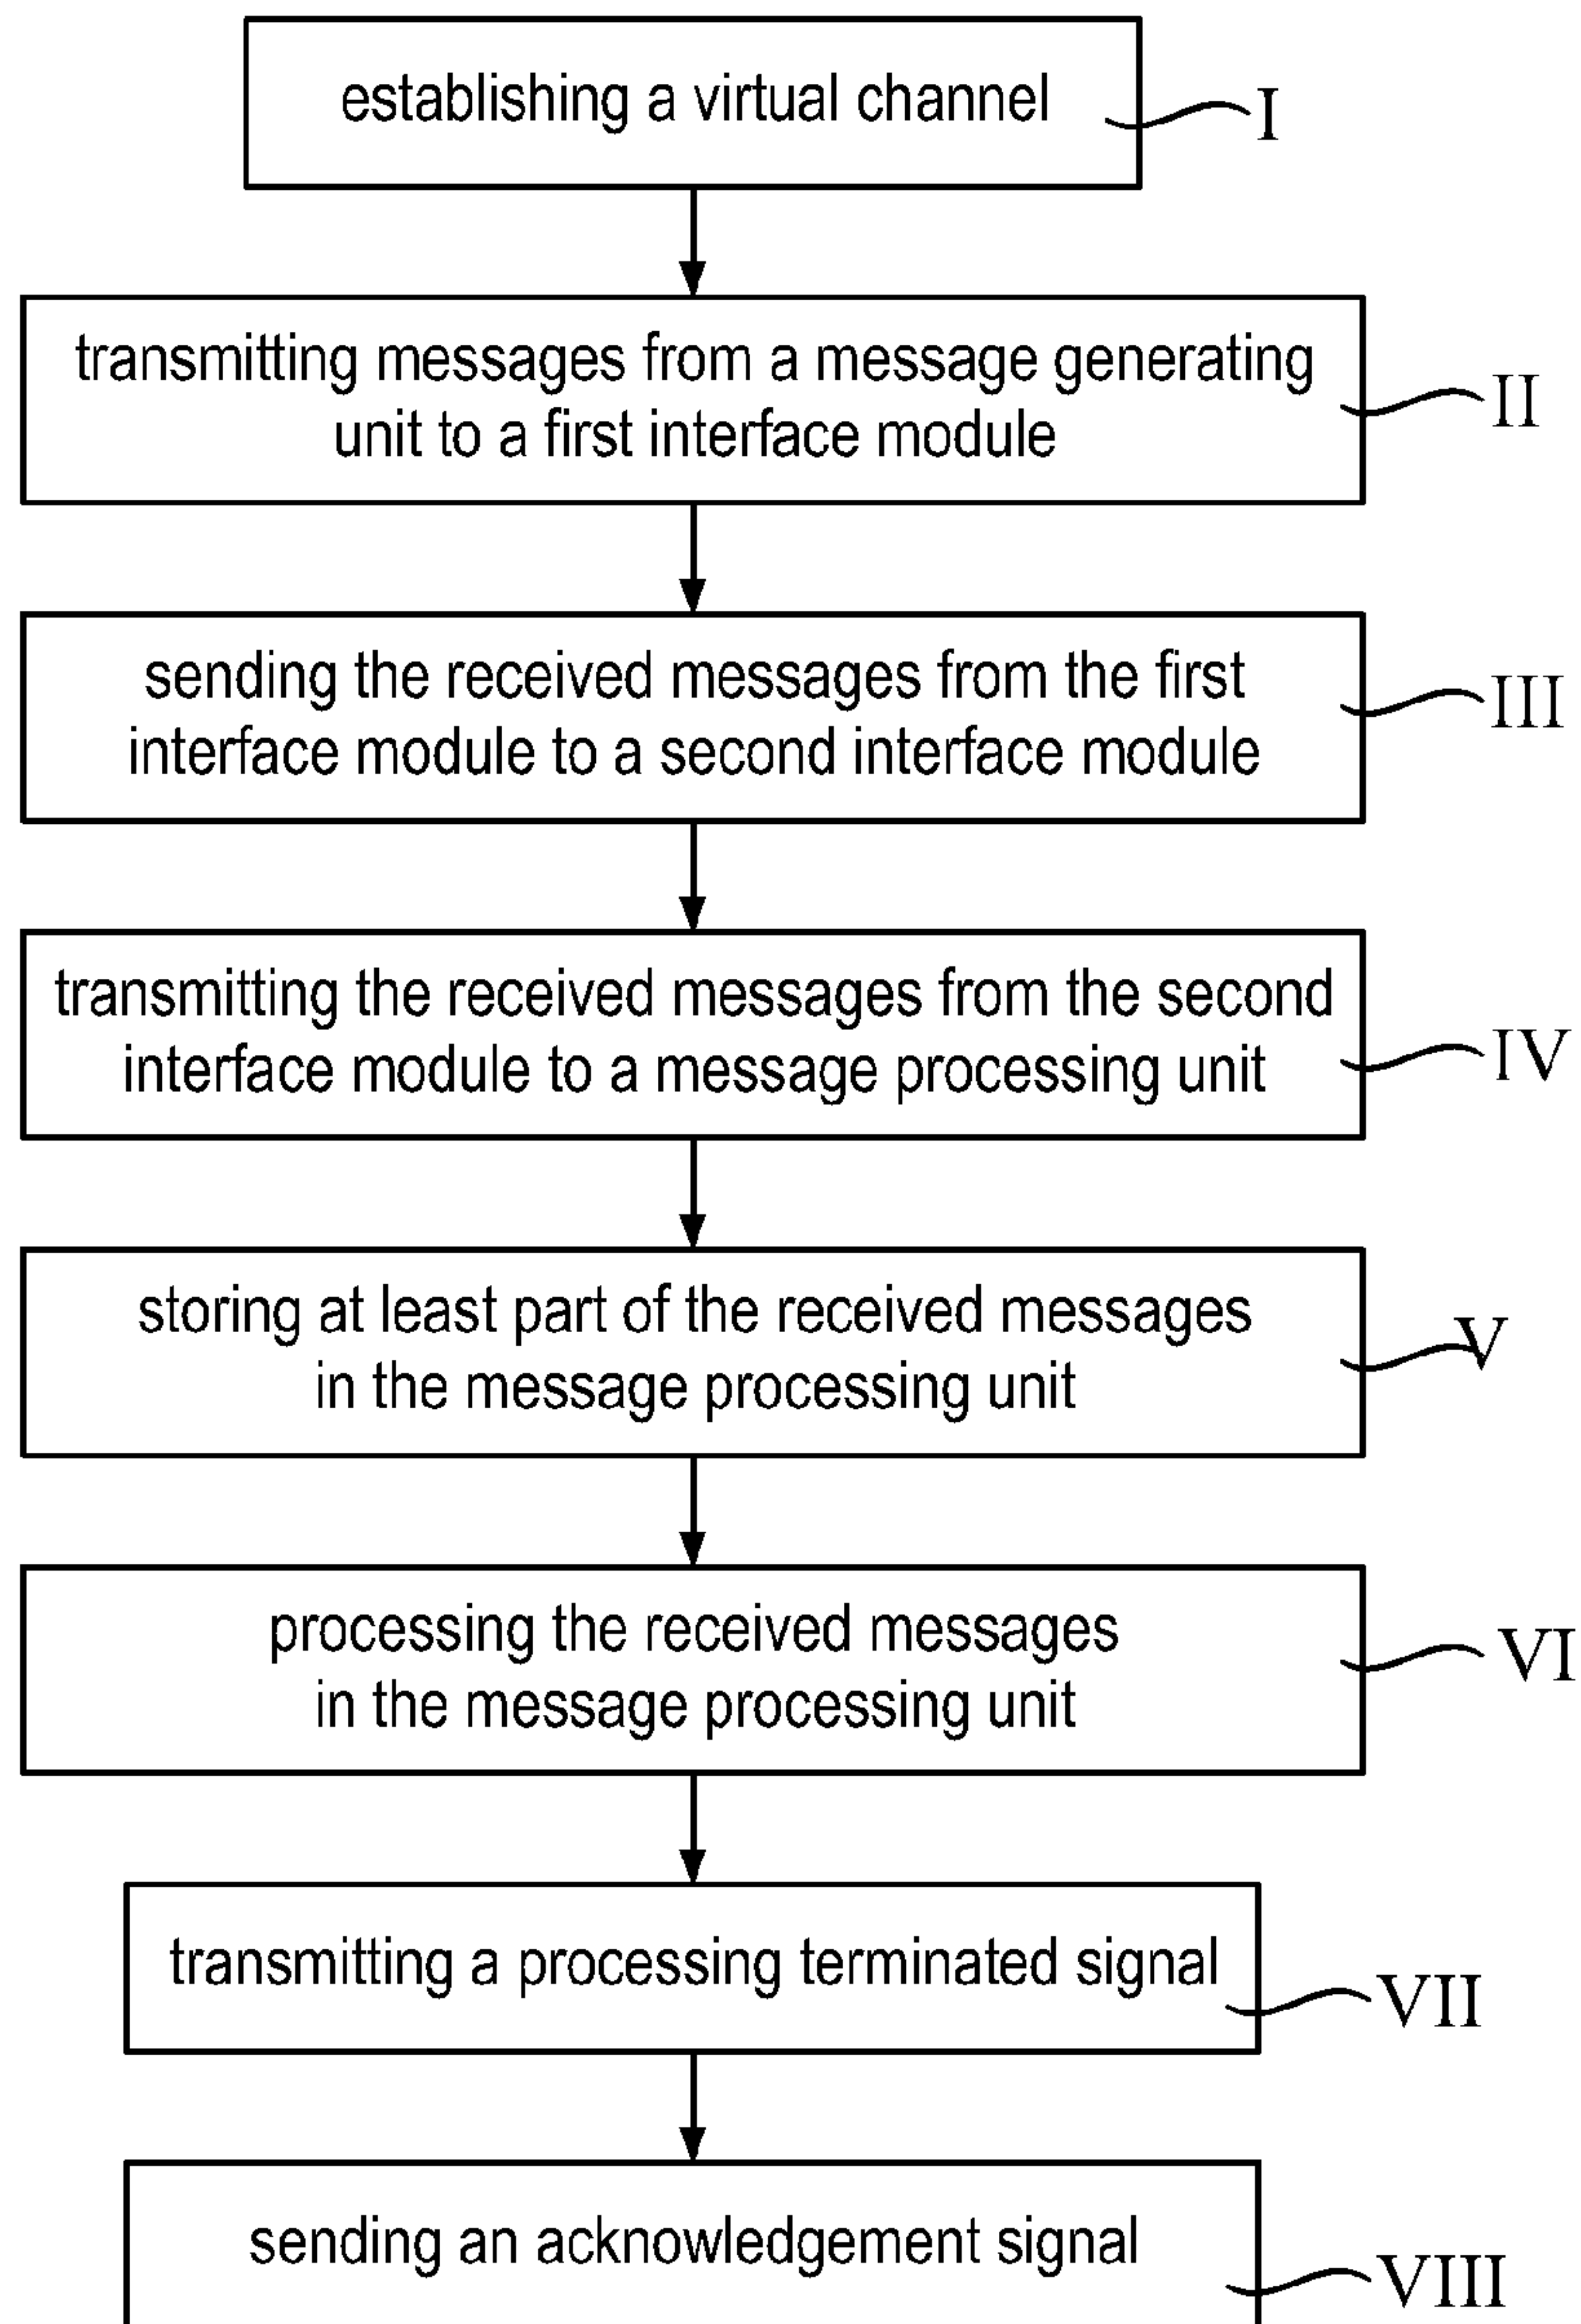 establishing a virtual channel
I
transmitting messages from a message generating
unit to a first interface module
II
sending the received messages from the first
interface module to a second interface module
III
transmitting the received messages from the second
interface module to a message processing unit
IV
storing at least part of the received messages
in the message processing unit
V
processing the received messages
in the message processing unit
VI
transmitting a processing terminated signal
VII
sending an acknowledgement signal
VIII